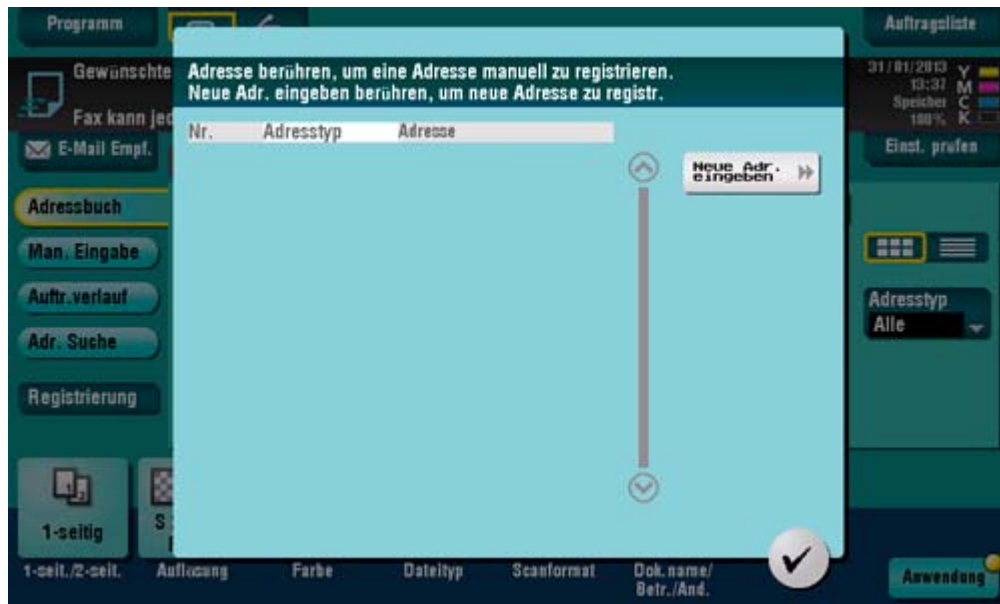 Programm
Auftragsliste
Gewünschte
Fax kann jed
Adresse berühren, um eine Adresse manuell zu registrieren.
Neue Adr. eingeben berühren, um neue Adresse zu registr.
31/01/2013
13:37
Speicher
100%
Y
M
C
K
E-Mail Empf.
Nr. Adresstyp Adresse
Einst. prüfen
Neue Adr.
eingeben
Adressbuch
Man. Eingabe
Auftr.verlauf
Adresstyp
Alle
Adr. Suche
Registrierung
1-seitig
S
1-seit./2-seit. Auflösung Farbe Dateityp Scanformat Dok.name/
Betr./Änd.
Anwendung